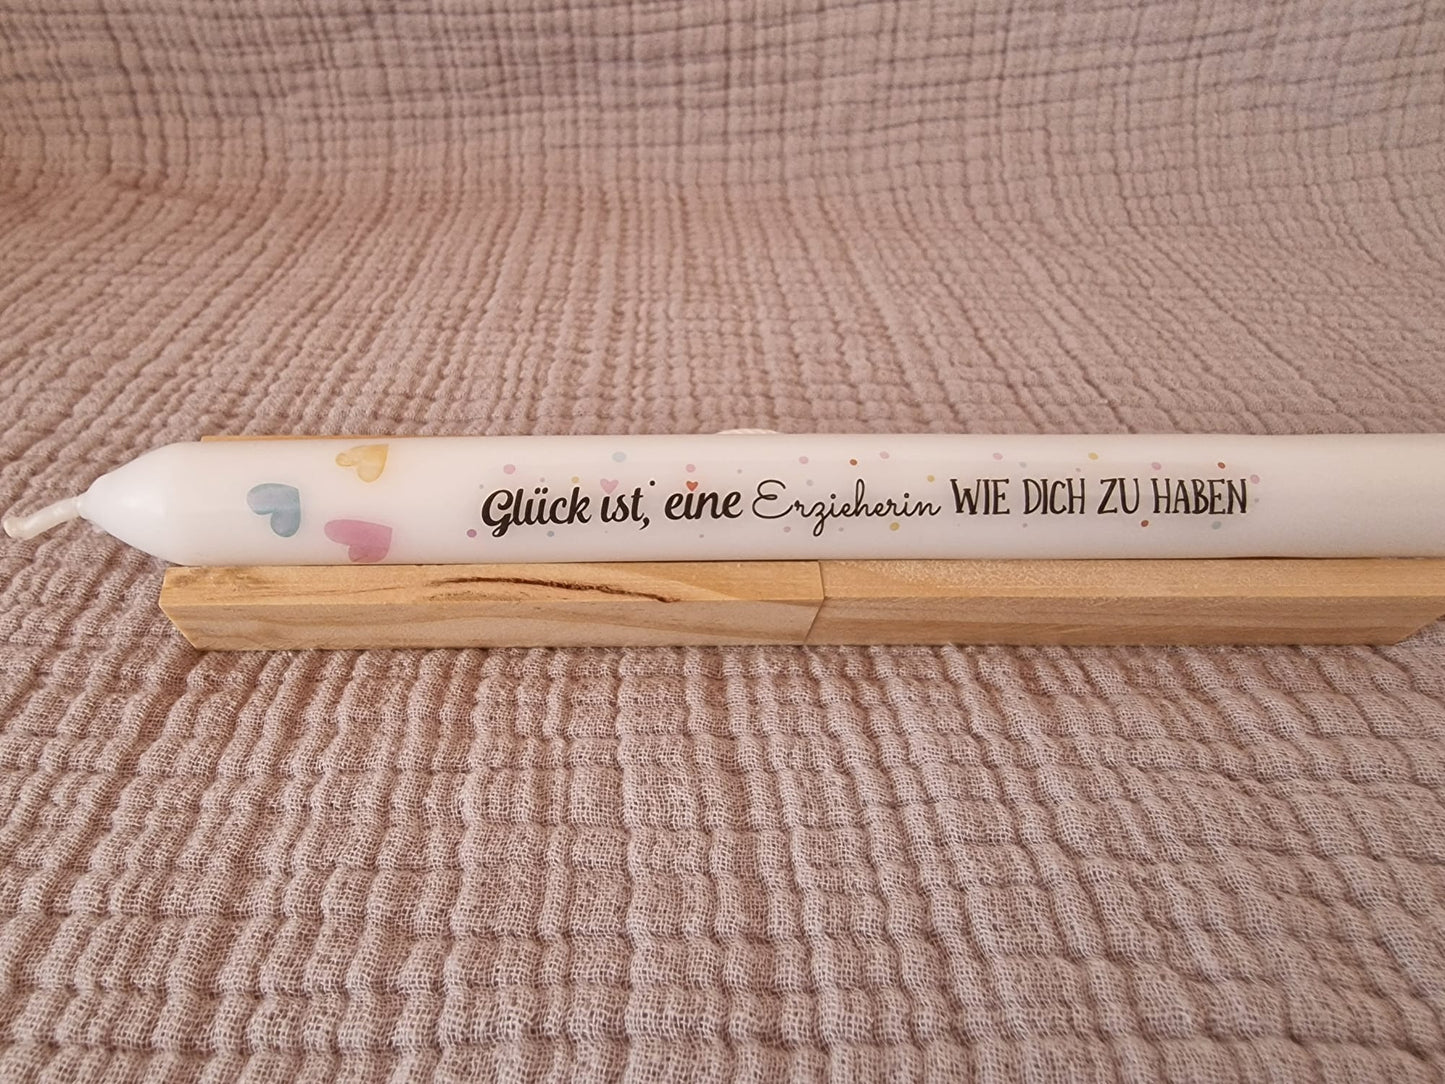 Glück ist, eine Erzieherin WIE DICH ZU HABEN